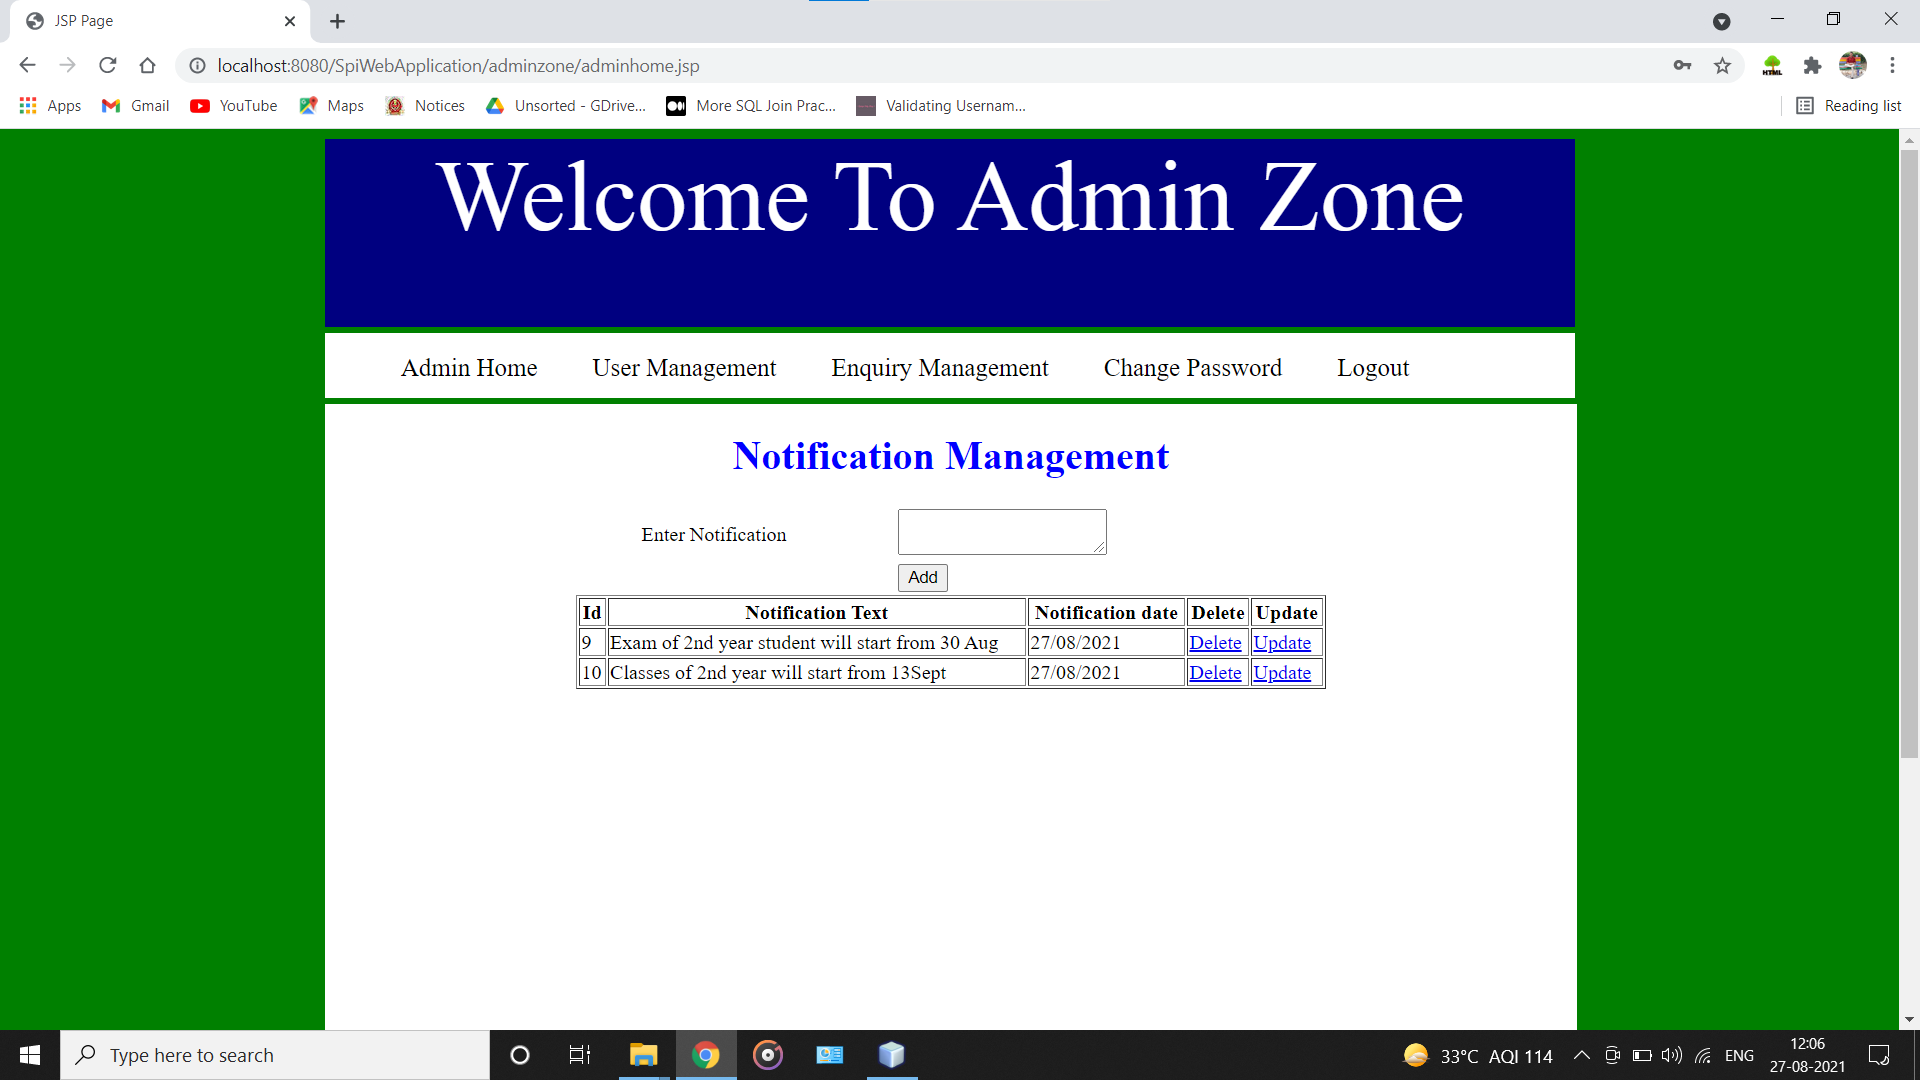 JSP Page
localhost:8080/SpiWebApplication/adminzone/adminhome.jsp
HTML
Apps Gmail YouTube Maps Notices Unsorted - GDrive... More SQL Join Prac... Validating Usernam... Reading list
Welcome To Admin Zone
Admin Home User Management Enquiry Management Change Password Logout
Notification Management
Enter Notification
Add
Id Notification Text Notification date Delete Update
9 Exam of 2nd year student will start from 30 Aug 27/08/2021 Delete Update
10 Classes of 2nd year will start from 13Sept 27/08/2021 Delete Update
Type here to search 33°C AQI 114 ENG 12:06
27-08-2021